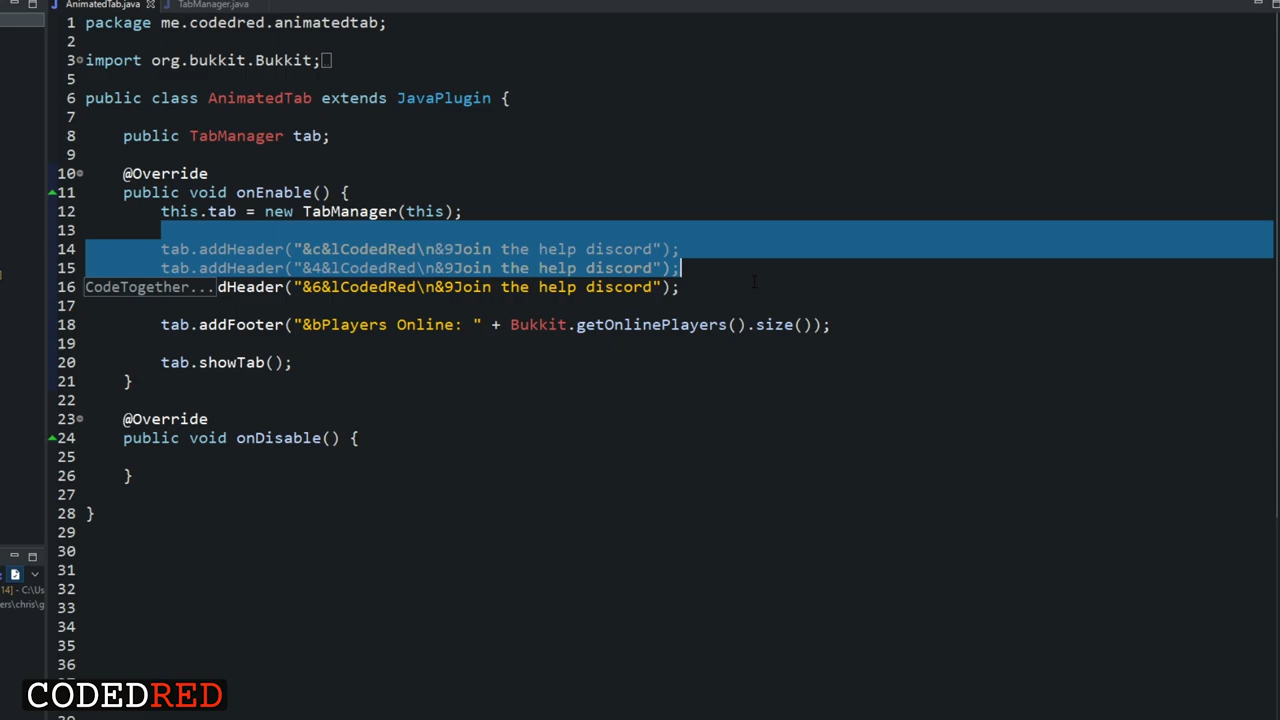 AnimatedTab.java TabManager.java
1 package me.codedred.animatedtab;
2
3 import org.bukkit.Bukkit;
5
6 public class AnimatedTab extends JavaPlugin {
7
8 public TabManager tab;
9
10 @Override
11 public void onEnable() {
12 this.tab = new TabManager(this);
13
14 tab.addHeader("&c&lCodedRed\n&9Join the help discord");
15 tab.addHeader("&4&lCodedRed\n&9Join the help discord");
16 CodeTogether... dHeader("&6&lCodedRed\n&9Join the help discord");
17
18 tab.addFooter("&bPlayers Online: " + Bukkit.getOnlinePlayers().size());
19
20 tab.showTab();
21 }
22
23 @Override
24 public void onDisable() {
25
26 }
27
28 }
29
30
31
32
33
34
35
36
14] - C:\Us
ers\chris\g
CODEDRED